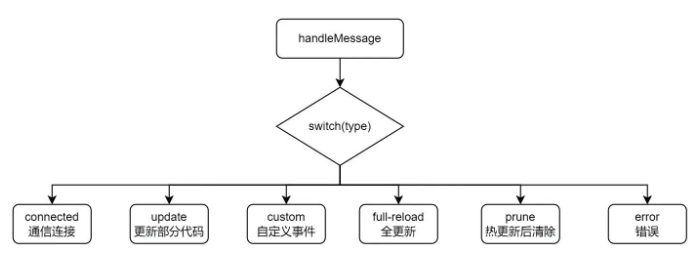 handleMessage
switch(type)
connected
通信连接
update
更新部分代码
custom
自定义事件
full-reload
全更新
prune
热更新后清除
error
错误